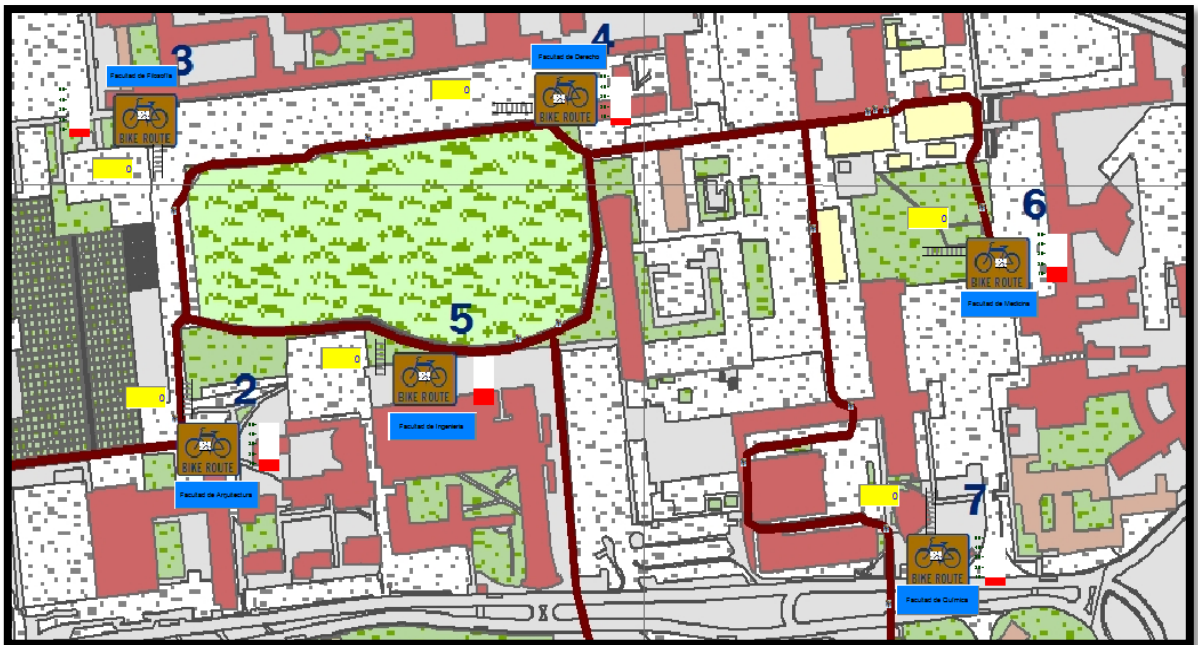 3
Facultad de Filosofía
BIKE ROUTE
0
4
Facultad de Derecho
BIKE ROUTE
0
5
BIKE ROUTE
Facultad de Ingeniería
0
2
BIKE ROUTE
Facultad de Arquitectura
0
6
BIKE ROUTE
Facultad de Medicina
0
7
BIKE ROUTE
Facultad de Química
0